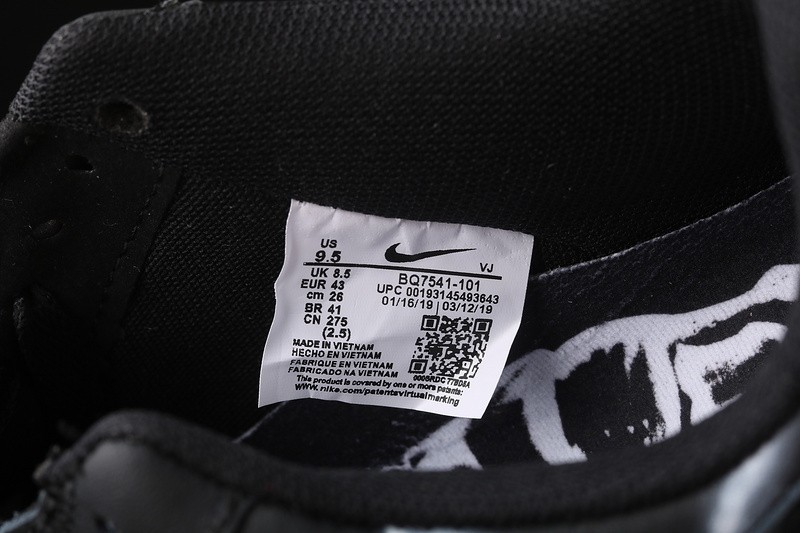 US
9.5
VJ
UK 8.5
EUR 43
cm 26
BR 41
CN 275
(2.5)
BQ7541-101
UPC 00193145493643
01/16/19 | 03/12/19
MADE IN VIETNAM
HECHO EN VIETNAM
FABRIQUE EN VIETNAM
FABRICADO NA VIETNAM
0005RDC77B08A
This product is covered by one or more patents:
www.nike.com/patentsvirtualmarking